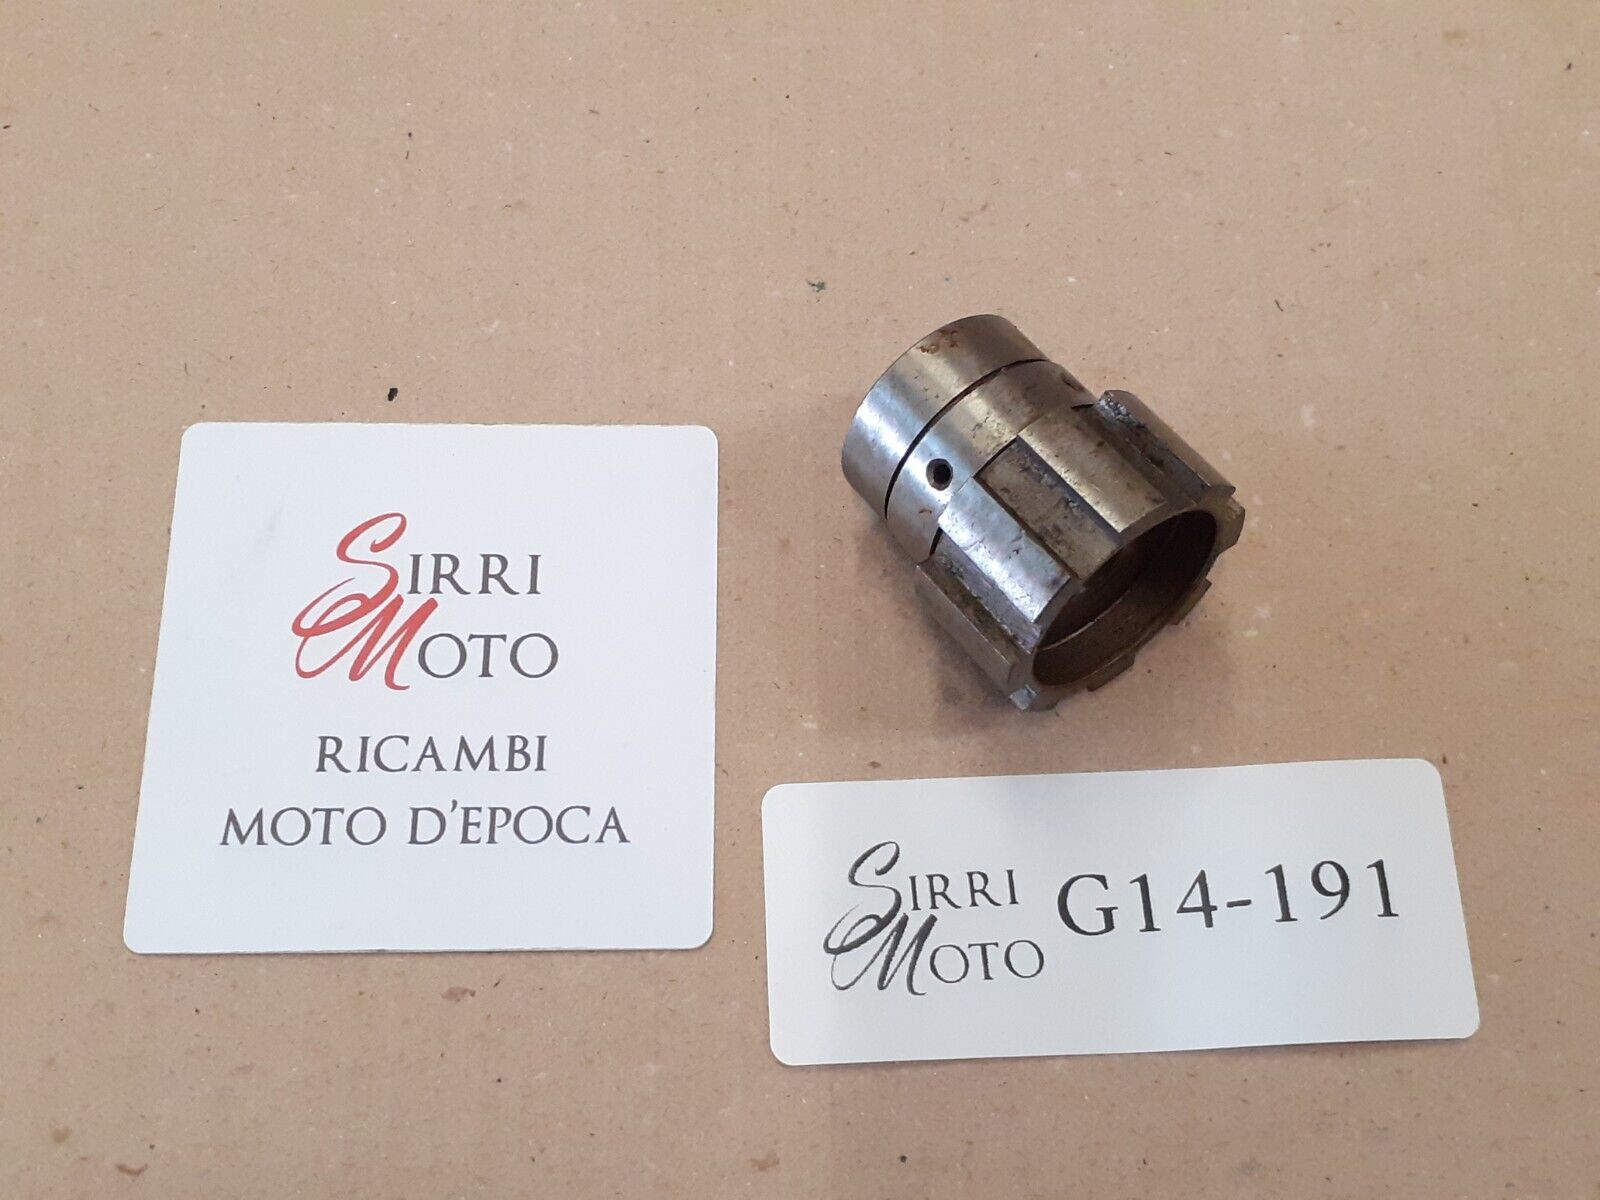 SIRRI
MOTO
RICAMBI
MOTO D'EPOCA
SIRRI
MOTO
G14-191